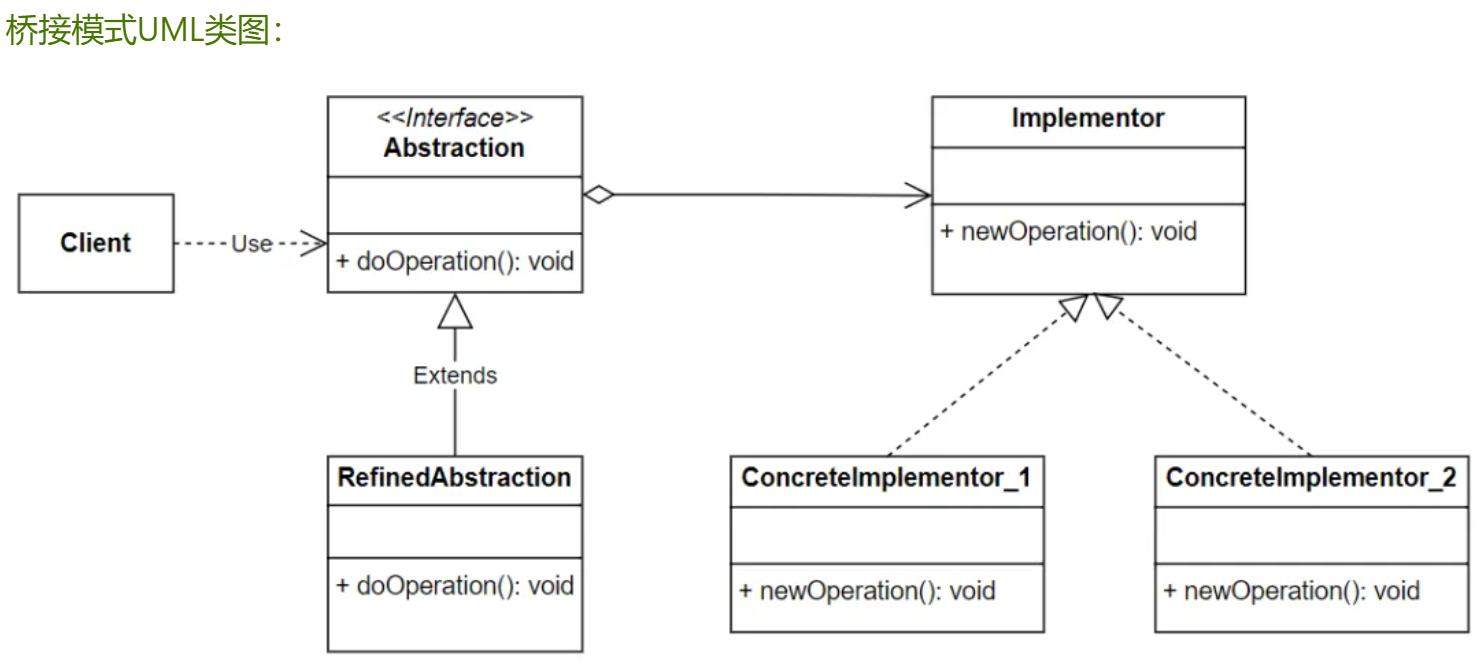 桥接模式UML类图：
<<Interface>>
Abstraction
+ doOperation(): void
Implementor
+ newOperation(): void
Client
Use
Extends
RefinedAbstraction
+ doOperation(): void
ConcreteImplementor_1
+ newOperation(): void
ConcreteImplementor_2
+ newOperation(): void